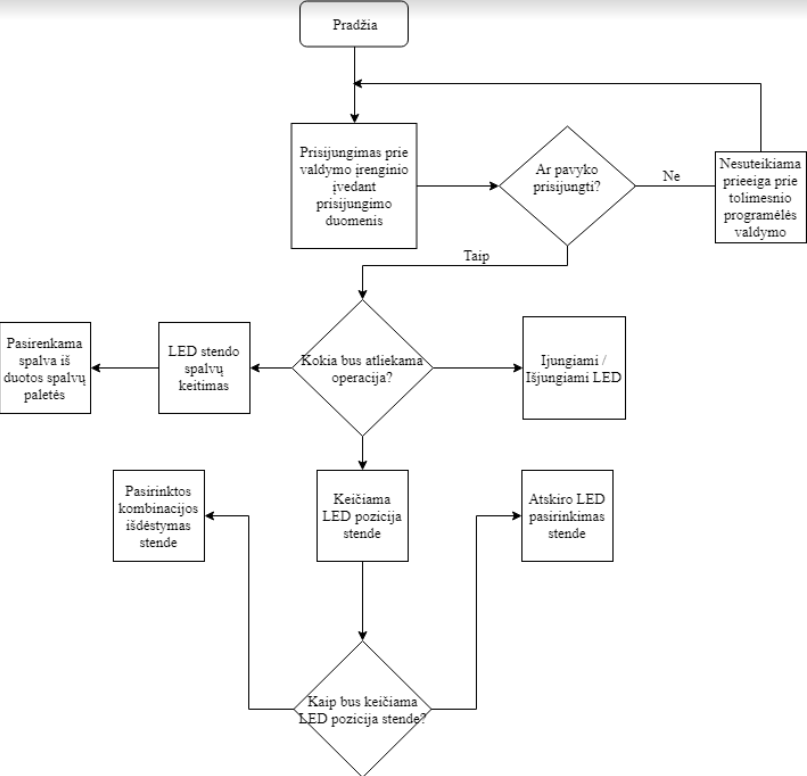 Pradžia
Prisijungimas prie
valdymo įrenginio
įvedant
prisijungimo
duomenis
Ar pavyko
prisijungti?
Ne
Nesuteikiama
prieeiga prie
tolimesnio
programėlės
valdymo
Taip
Pasirenkama
spalva iš
duotos spalvų
paletės
LED stendo
spalvų
keitimas
Kokia bus atliekama
operacija?
Ijungiami /
Išjungiami LED
Pasirinktos
kombinacijos
išdėstymas
stende
Keičiama
LED pozicija
stende
Atskiro LED
pasirinkimas
stende
Kaip bus keičiama
LED pozicija stende?